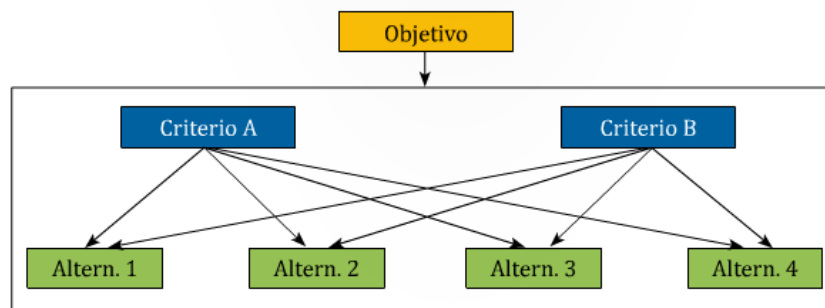 Objetivo
Criterio A
Criterio B
Altern. 1
Altern. 2
Altern. 3
Altern. 4